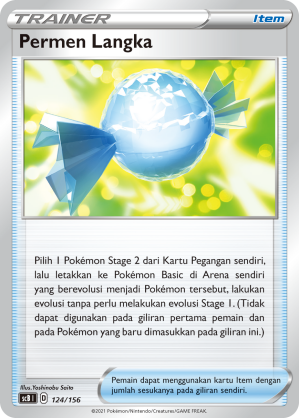 TRAINER Item
Permen Langka
Pilih 1 Pokémon Stage 2 dari Kartu Pegangan sendiri,
lalu letakkan ke Pokémon Basic di Arena sendiri
yang berevolusi menjadi Pokémon tersebut, lakukan
evolusi tanpa perlu melakukan evolusi Stage 1. (Tidak
dapat digunakan pada giliran pertama pemain dan
pada Pokémon yang baru dimasukkan pada giliran ini.)
Illus.Yoshinobu Saito
sc3D I D 124/156
Pemain dapat menggunakan kartu Item dengan
jumlah sesukanya pada giliran sendiri.
©2021 Pokémon/Nintendo/Creatures/GAME FREAK.